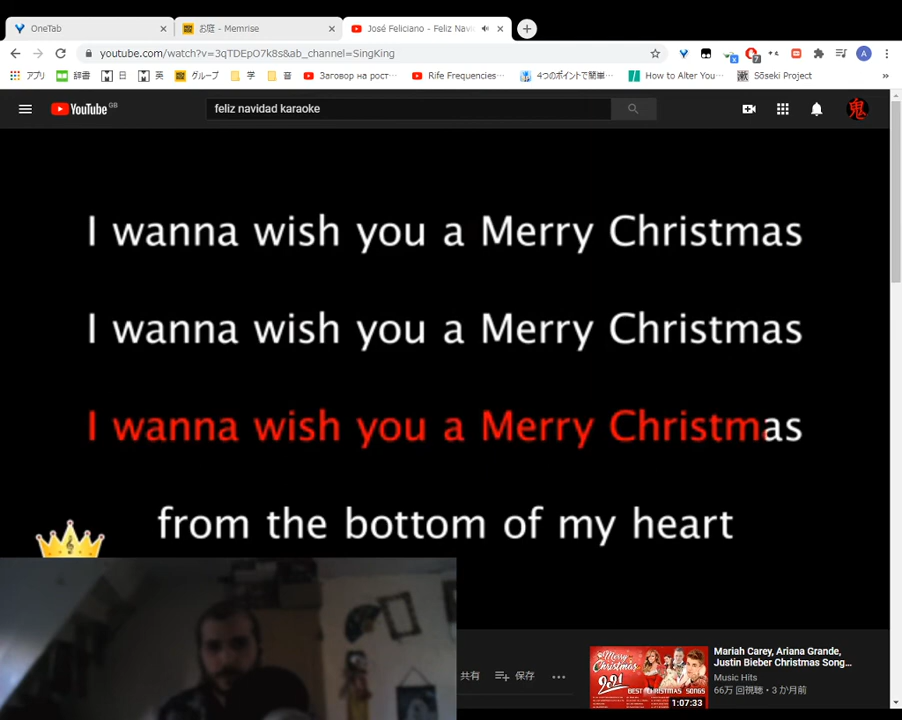 OneTab
お庭 - Memrise
José Feliciano - Feliz Navi
youtube.com/watch?v=3qTDEpO7k8s&ab_channel=SingKing
A
アプリ
辞書
日
英
グループ
学
音
Заговор на рост…
Rife Frequencies…
4つのポイントで簡単…
How to Alter You…
Sōseki Project
»
YouTube GB
feliz navidad karaoke
鬼
I wanna wish you a Merry Christmas
I wanna wish you a Merry Christmas
I wanna wish you a Merry Christmas
from the bottom of my heart
共有
保存
Merry Christmas
2021
BEST CHRISTMAS SONGS
1:07:33
Mariah Carey, Ariana Grande,
Justin Bieber Christmas Song…
Music Hits
66万 回視聴・3 か月前